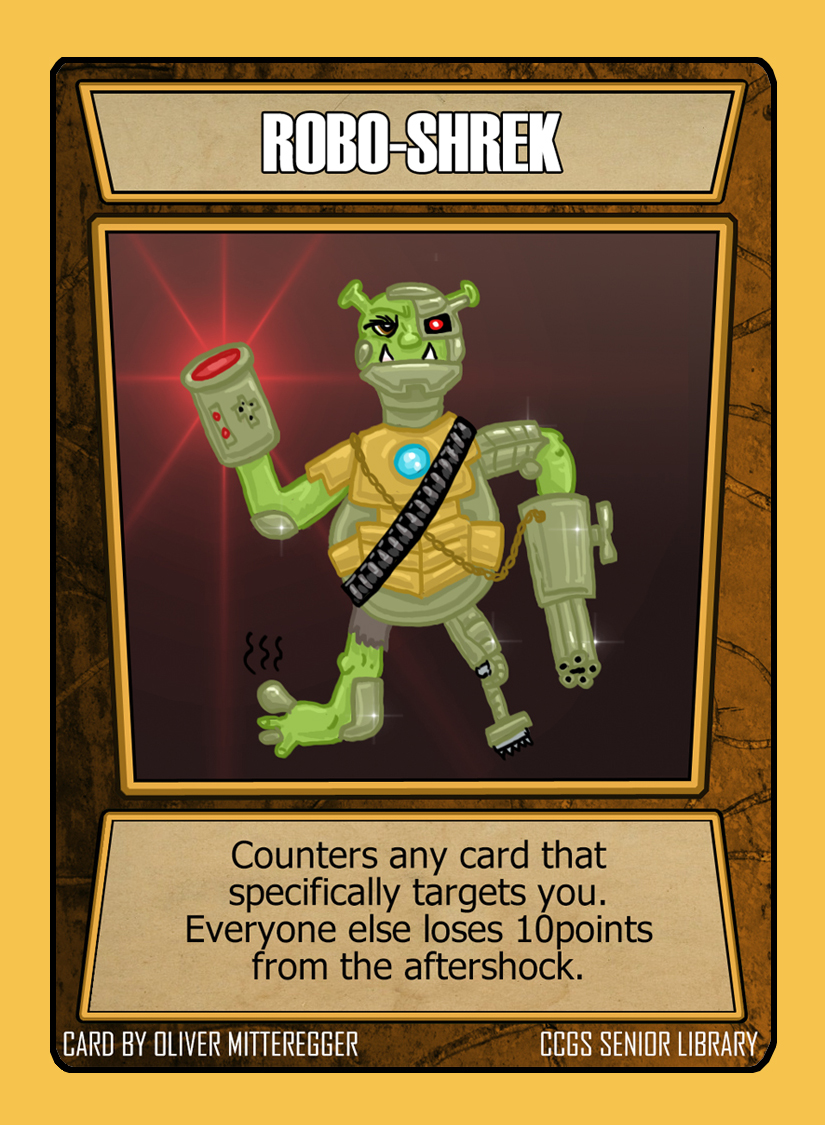 ROBO-SHREK
Counters any card that
specifically targets you.
Everyone else loses 10points
from the aftershock.
CARD BY OLIVER MITTEREGGER
CCGS SENIOR LIBRARY